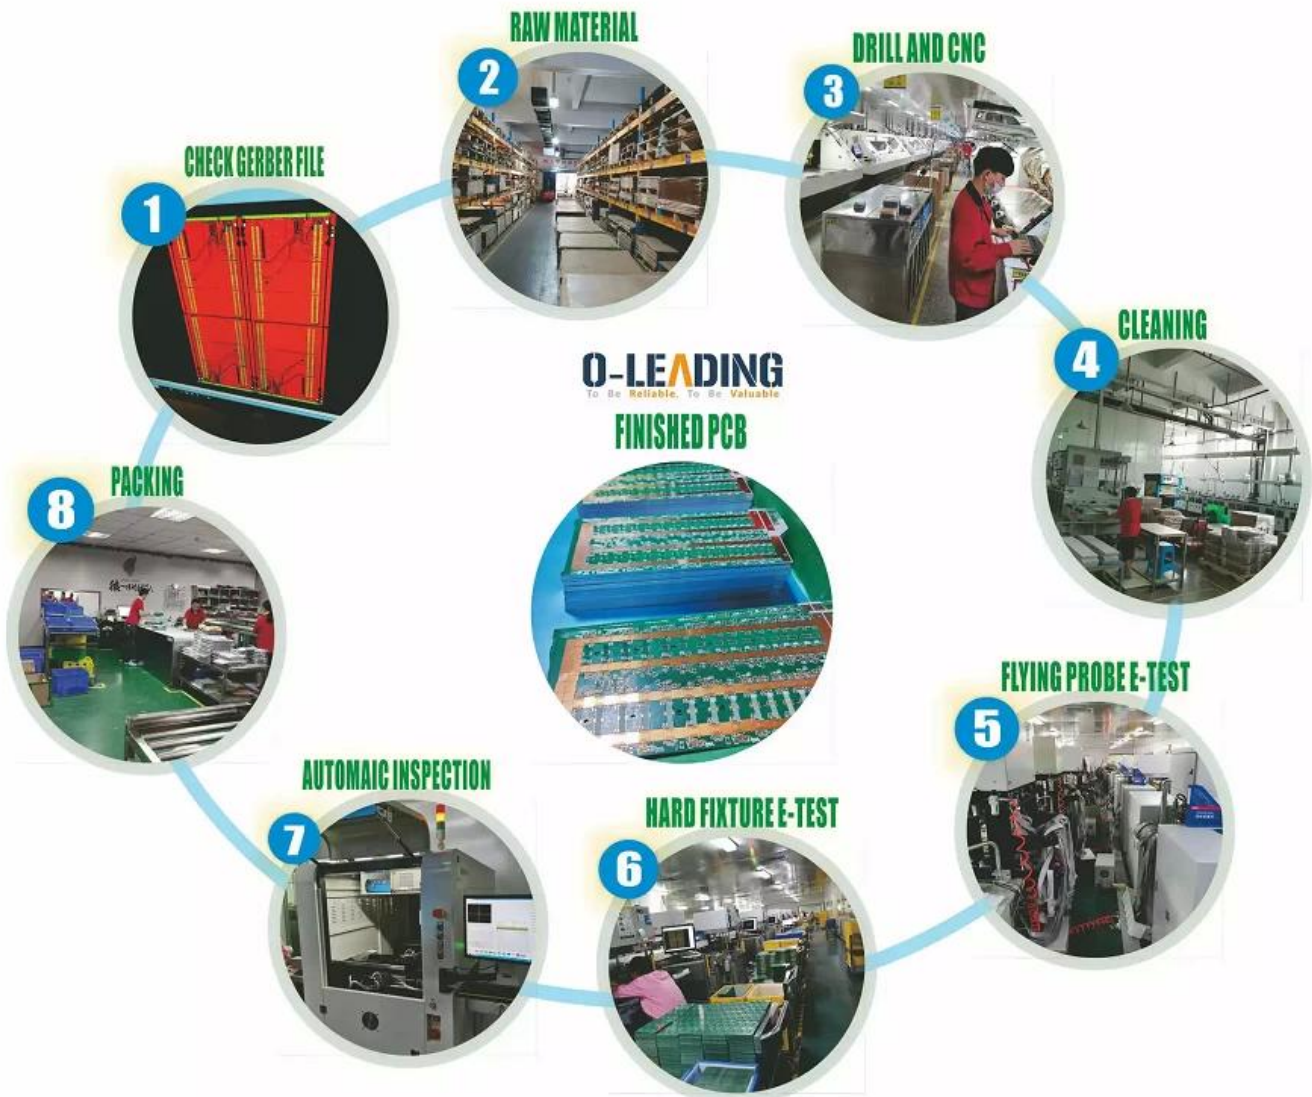 RAW MATERIAL
2
DRILL AND CNC
3
CHECK GERBER FILE
1
CLEANING
4
O-LEADING
To Be Reliable, To Be Valuable
FINISHED PCB
PACKING
8
FLYING PROBE E-TEST
5
AUTOMAIC INSPECTION
7
HARD FIXTURE E-TEST
6